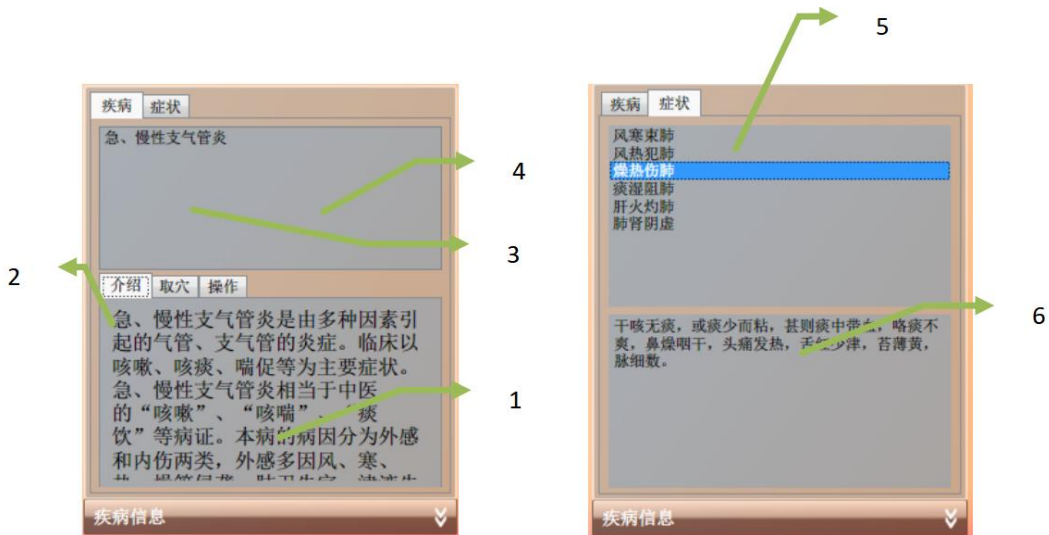 5
疾病 症状
急、慢性支气管炎
4
3
2
介绍 取穴 操作
急、慢性支气管炎是由多种因素引
起的气管、支气管的炎症。临床以
咳嗽、咳痰、喘促等为主要症状。
急、慢性支气管炎相当于中医
的“咳嗽”、“咳喘”、“痰
饮”等病证。本病的病因分为外感
和内伤两类，外感多因风、寒、
1
疾病信息
疾病 症状
风寒束肺
风热犯肺
燥热伤肺
痰湿阻肺
肝火灼肺
肺肾阴虚
干咳无痰，或痰少而粘，甚则痰中带血，咯痰不
爽，鼻燥咽干，头痛发热，舌红少津，苔薄黄，
脉细数。
6
疾病信息